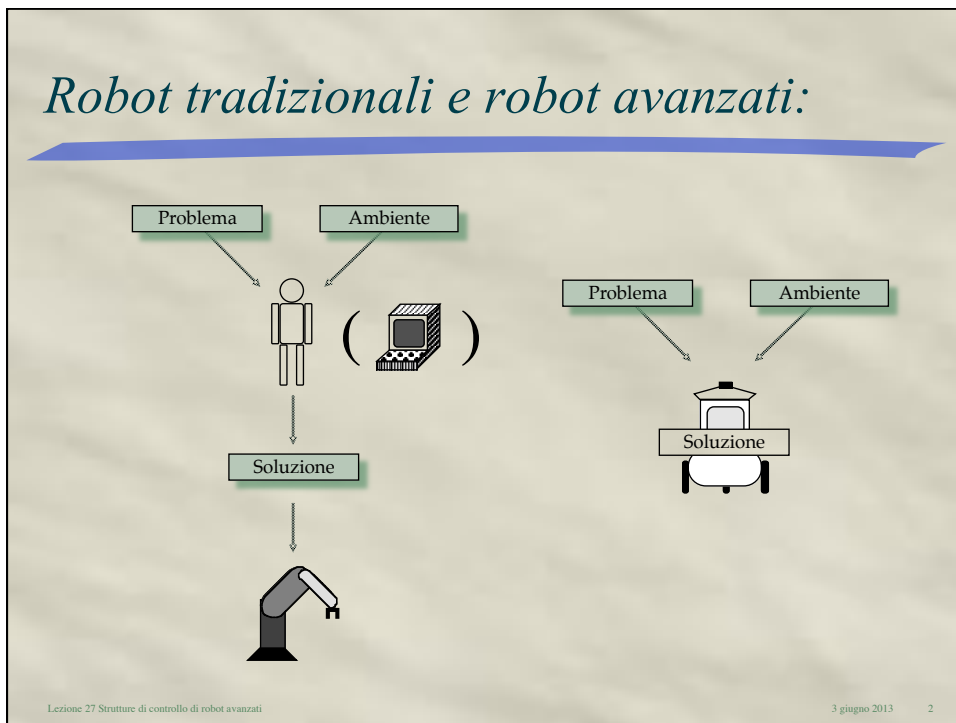 Robot tradizionali e robot avanzati:
Problema
Ambiente
( )
Soluzione
Problema
Ambiente
Soluzione
Lezione 27 Strutture di controllo di robot avanzati
3 giugno 2013
2